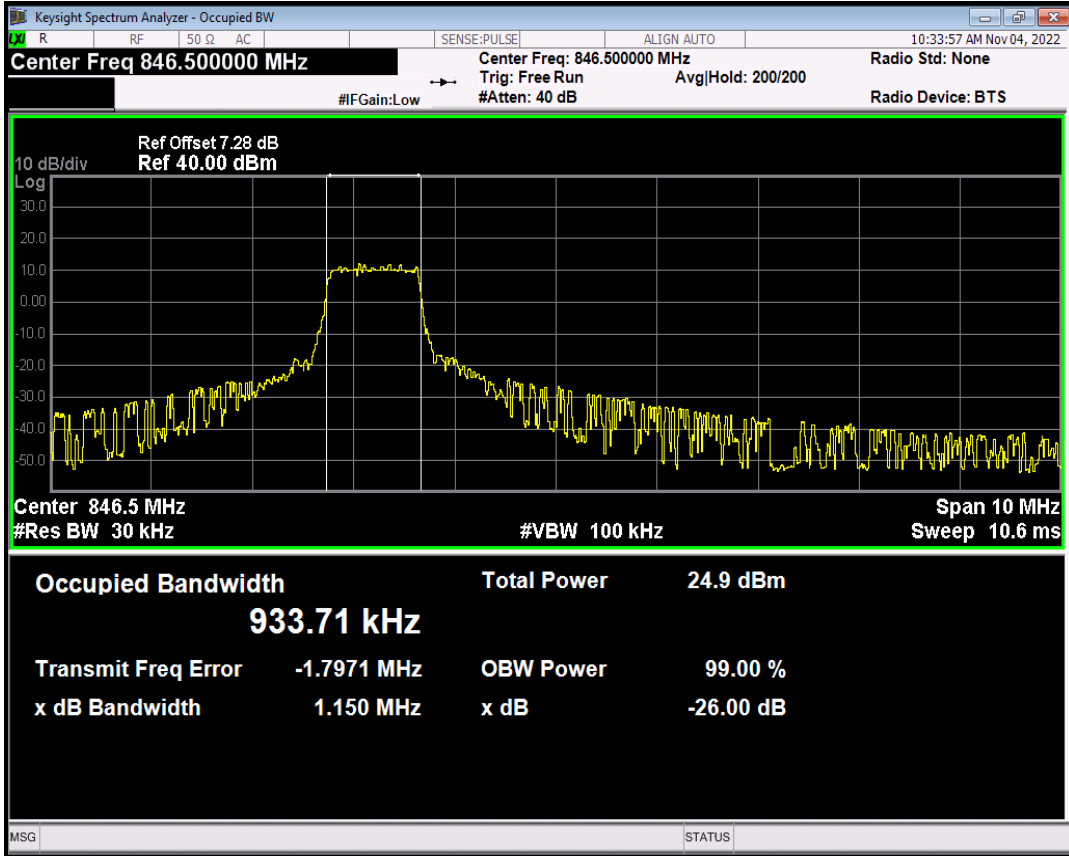 Keysight Spectrum Analyzer - Occupied BW
LXI R RF 50 Ω AC SENSE:PULSE ALIGN AUTO 10:33:57 AM Nov 04, 2022
Center Freq 846.500000 MHz
Center Freq: 846.500000 MHz
Radio Std: None
Trig: Free Run Avg|Hold: 200/200
#IFGain:Low
#Atten: 40 dB
Radio Device: BTS
Ref Offset 7.28 dB
10 dB/div Ref 40.00 dBm
Log
30.0
20.0
10.0
0.00
-10.0
-20.0
-30.0
-40.0
-50.0
Center 846.5 MHz Span 10 MHz
#Res BW 30 kHz #VBW 100 kHz Sweep 10.6 ms
Occupied Bandwidth Total Power 24.9 dBm
933.71 kHz
Transmit Freq Error -1.7971 MHz OBW Power 99.00 %
x dB Bandwidth 1.150 MHz x dB -26.00 dB
MSG STATUS